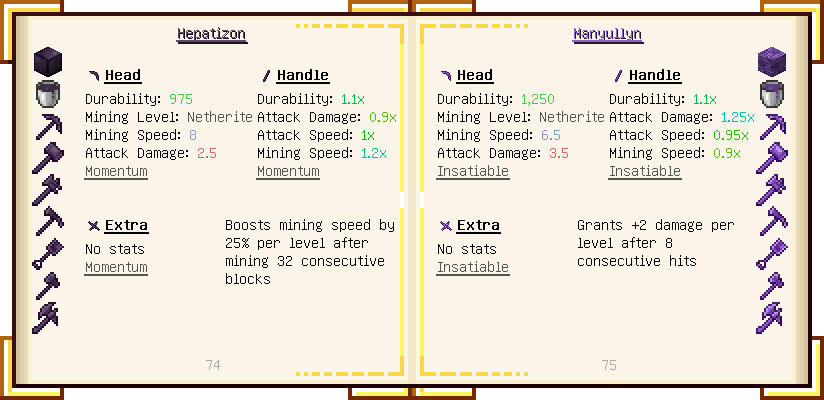 Hepatizon
Head
Durability: 975
Mining Level: Netherite
Mining Speed: 8
Attack Damage: 2.5
Momentum
Handle
Durability: 1.1x
Attack Damage: 0.9x
Attack Speed: 1x
Mining Speed: 1.2x
Momentum
Extra
No stats
Momentum
Boosts mining speed by
25% per level after
mining 32 consecutive
blocks
74
Manyullyn
Head
Durability: 1,250
Mining Level: Netherite
Mining Speed: 6.5
Attack Damage: 3.5
Insatiable
Handle
Durability: 1.1x
Attack Damage: 1.25x
Attack Speed: 0.95x
Mining Speed: 0.9x
Insatiable
Extra
No stats
Insatiable
Grants +2 damage per
level after 8
consecutive hits
75